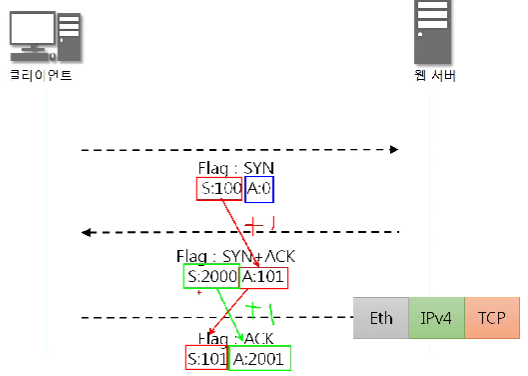 클리이언트
웹 서버
Flag : SYN
S:100 A:0
+1
Flag : SYN+ACK
S:2000 A:101
+1
Eth IPv4 TCP
Flag : ACK
S:101 A:2001